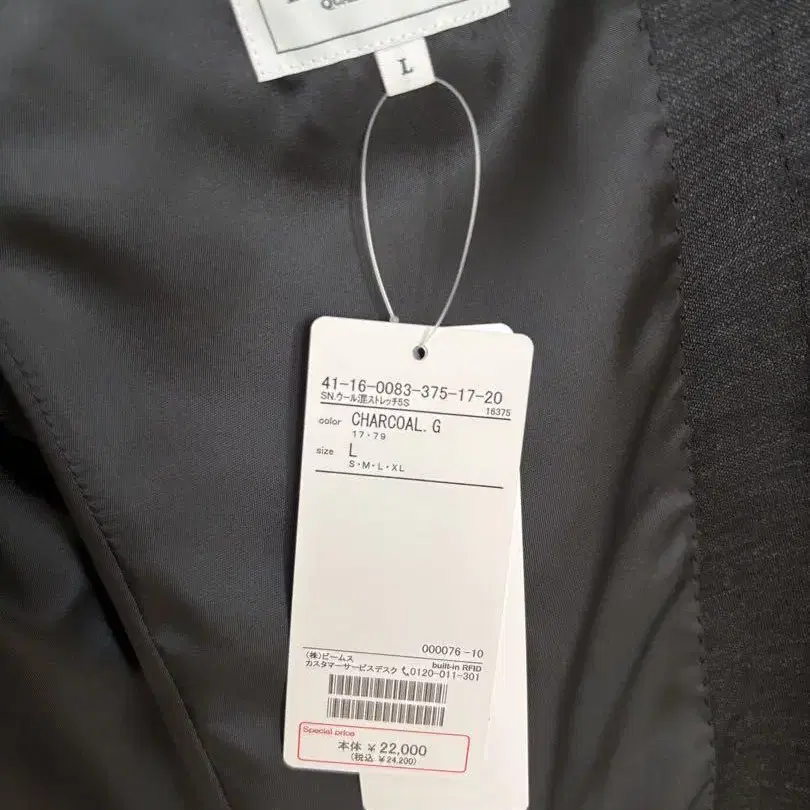 L
41-16-0083-375-17-20
SN.ウール混ストレッチ5S
16375
color CHARCOAL. G
17・79
size L
S・M・L・XL
000076-10
(株)ビームス
built-in RFID
カスタマーサービスデスク 0120-011-301
Special price
本体 ¥ 22,000
(税込 ¥24,200)